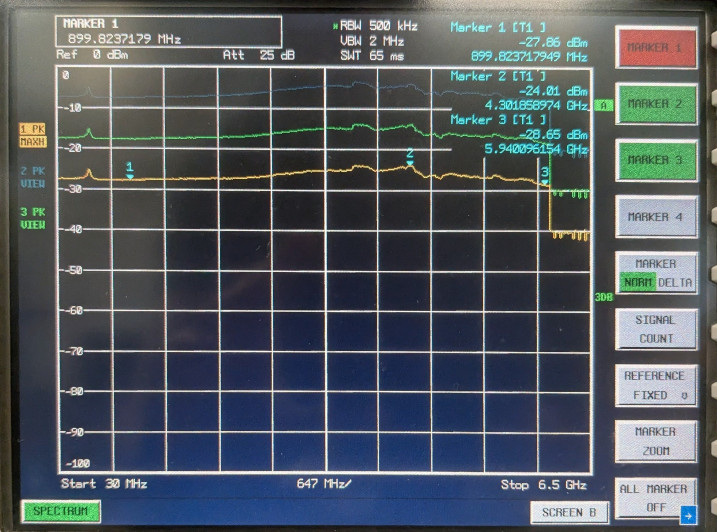 MARKER 1
899.8237179 MHz
*RBW 500 kHz
VBW 2 MHz
Ref 0 dBm Att 25 dB SWT 65 ms
Marker 1 [T1 ]
-27.86 dBm
899.823717949 MHz
Marker 2 [T1 ]
-24.01 dBm
4.301858974 GHz
Marker 3 [T1 ]
-28.65 dBm
5.940096154 GHz
0
-10
-20
-30
-40
-50
-60
-70
-80
-90
-100
1 PK
MAXH
2 PK
VIEW
3 PK
VIEW
1
2
3
A
3DB
Start 30 MHz 647 MHz/ Stop 6.5 GHz
SPECTRUM
SCREEN B
MARKER 1
MARKER 2
MARKER 3
MARKER 4
MARKER
NORM DELTA
SIGNAL
COUNT
REFERENCE
FIXED
MARKER
ZOOM
ALL MARKER
OFF